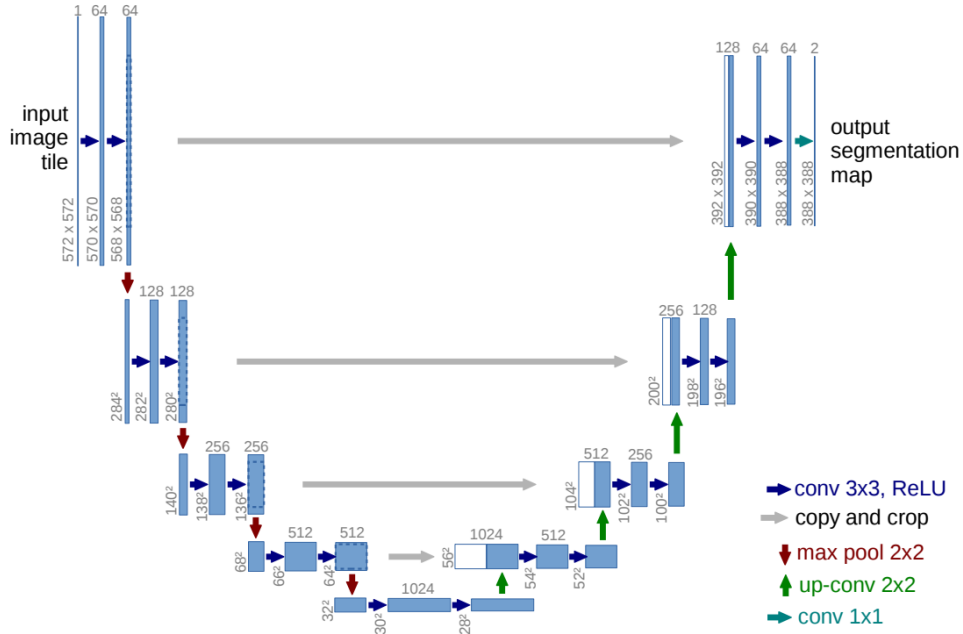 1 64 64
128 64 64 2
input
image
tile
output
segmentation
map
572 x 572
570 x 570
568 x 568
392 x 392
390 x 390
388 x 388
388 x 388
128 128
256 128
284²
282²
280²
200²
198²
196²
256 256
512 256
140²
138²
136²
104²
102²
100²
512 512
1024 512
68²
66²
64²
56²
54²
52²
1024
32²
30²
28²
conv 3x3, ReLU
copy and crop
max pool 2x2
up-conv 2x2
conv 1x1